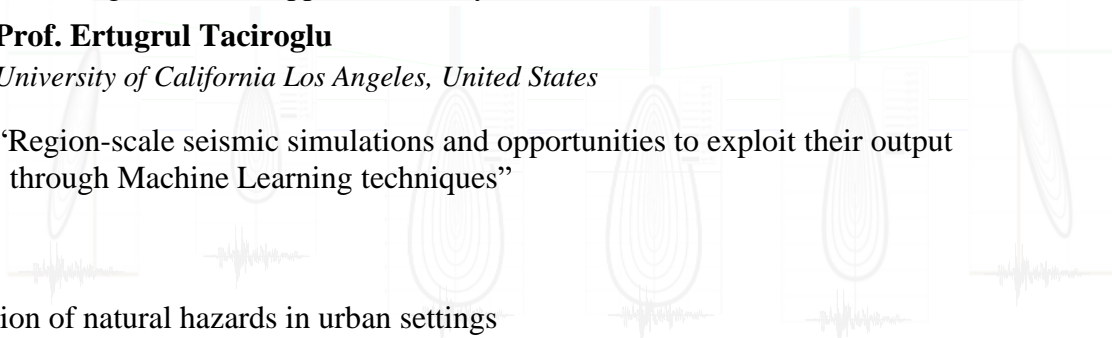 Prof. Ertugrul Taciroglu
University of California Los Angeles, United States
“Region-scale seismic simulations and opportunities to exploit their output
through Machine Learning techniques”
of natural hazards in urban settings